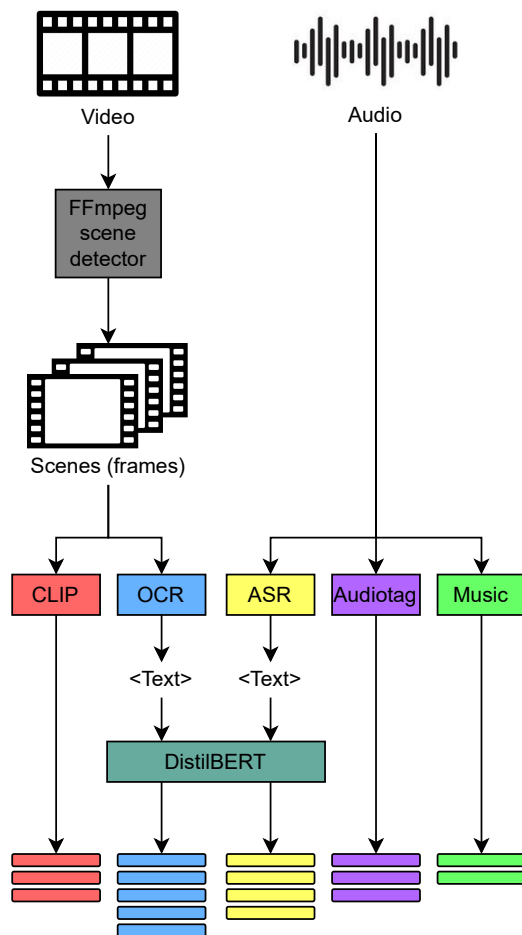 Video
Audio
FFmpeg
scene
detector
Scenes (frames)
CLIP
OCR
ASR
Audiotag
Music
<Text>
<Text>
DistilBERT